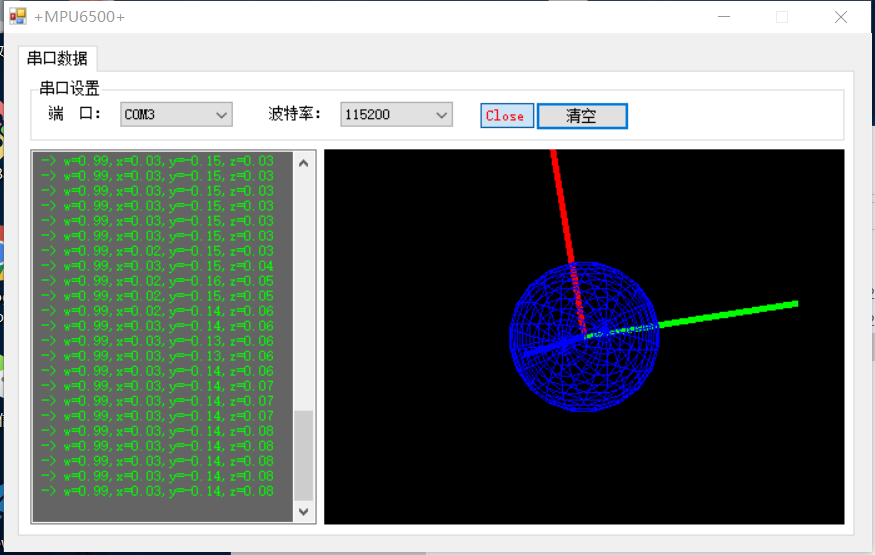 +MPU6500+
串口数据
串口设置
端 口: COM3 波特率: 115200 Close 清空
-> w=0.99,x=0.03,y=-0.15,z=0.03
-> w=0.99,x=0.03,y=-0.15,z=0.03
-> w=0.99,x=0.03,y=-0.15,z=0.03
-> w=0.99,x=0.03,y=-0.15,z=0.03
-> w=0.99,x=0.03,y=-0.15,z=0.03
-> w=0.99,x=0.03,y=-0.15,z=0.03
-> w=0.99,x=0.02,y=-0.15,z=0.03
-> w=0.99,x=0.03,y=-0.15,z=0.04
-> w=0.99,x=0.02,y=-0.16,z=0.05
-> w=0.99,x=0.02,y=-0.15,z=0.05
-> w=0.99,x=0.02,y=-0.14,z=0.06
-> w=0.99,x=0.03,y=-0.14,z=0.06
-> w=0.99,x=0.03,y=-0.13,z=0.06
-> w=0.99,x=0.03,y=-0.13,z=0.06
-> w=0.99,x=0.03,y=-0.14,z=0.06
-> w=0.99,x=0.03,y=-0.14,z=0.07
-> w=0.99,x=0.03,y=-0.14,z=0.07
-> w=0.99,x=0.03,y=-0.14,z=0.07
-> w=0.99,x=0.03,y=-0.14,z=0.08
-> w=0.99,x=0.03,y=-0.14,z=0.08
-> w=0.99,x=0.03,y=-0.14,z=0.08
-> w=0.99,x=0.03,y=-0.14,z=0.08
-> w=0.99,x=0.03,y=-0.14,z=0.08